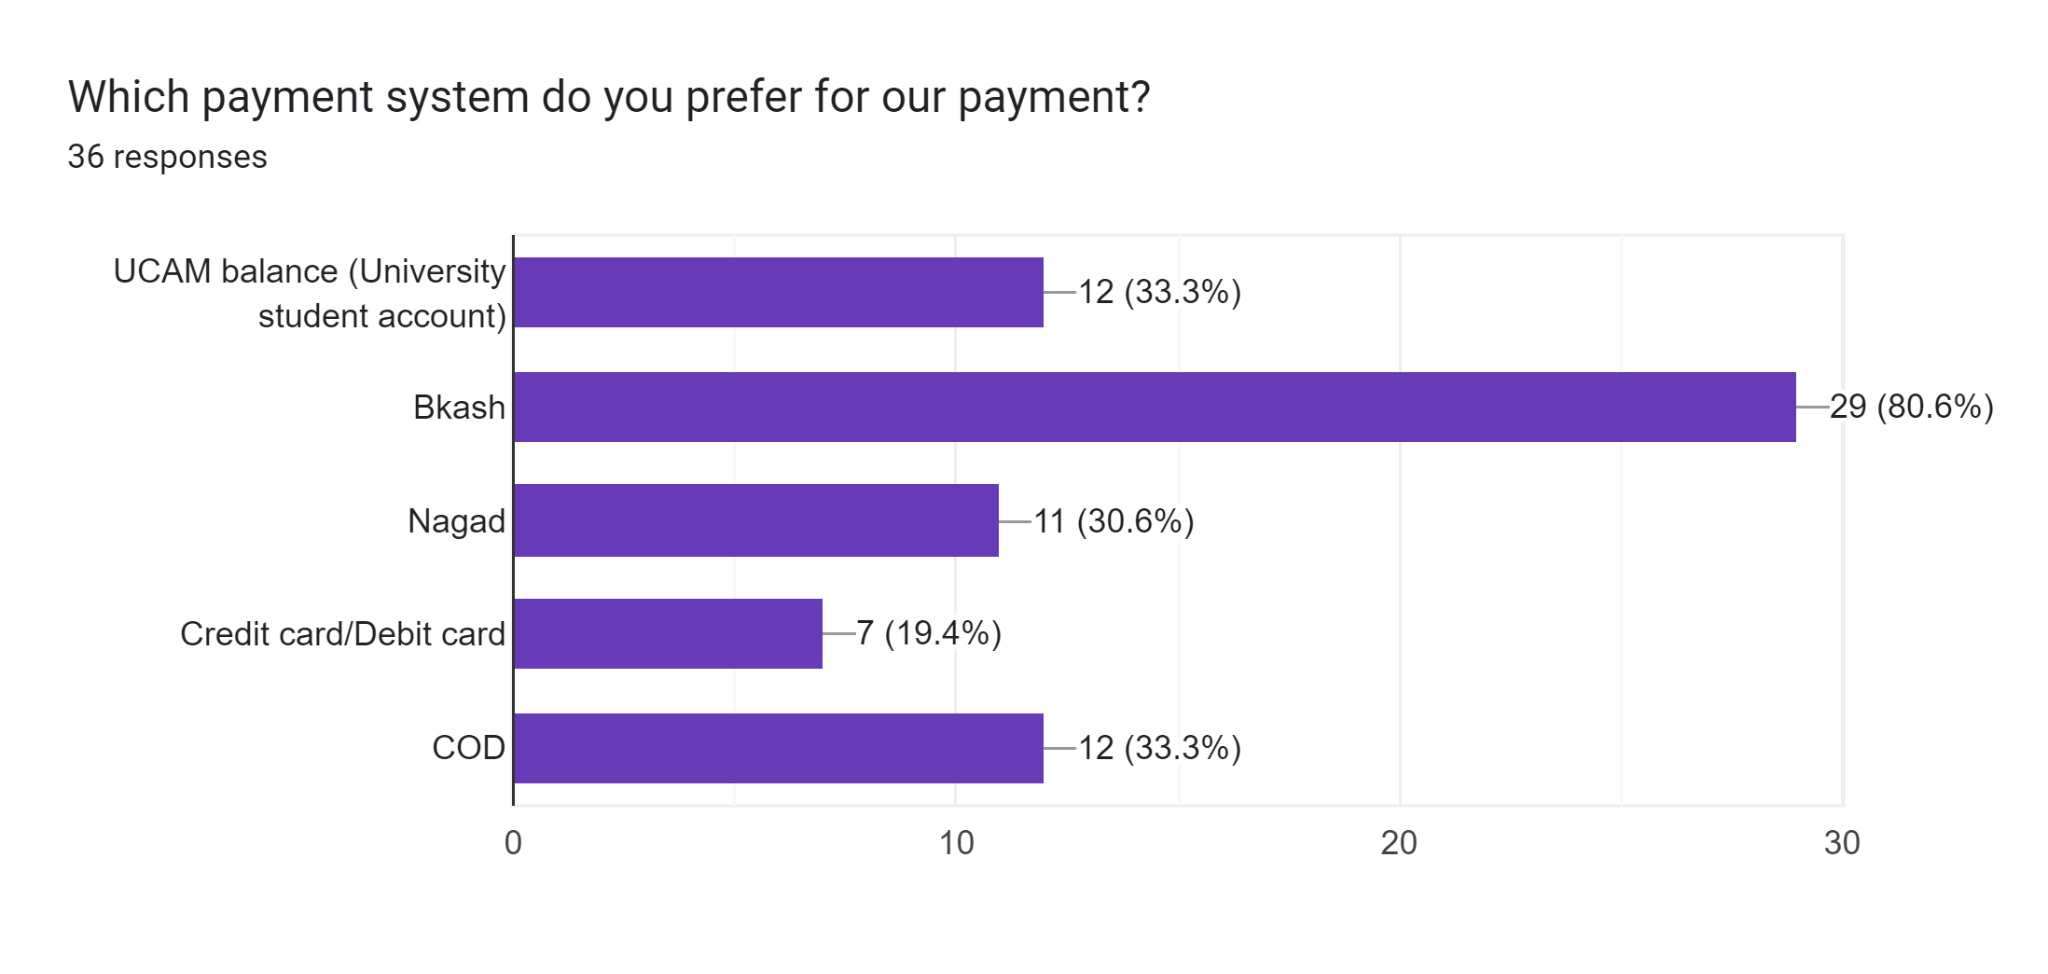 Which payment system do you prefer for our payment?
36 responses
UCAM balance (University
student account)
12 (33.3%)
Bkash
29 (80.6%)
Nagad
11 (30.6%)
Credit card/Debit card
7 (19.4%)
COD
12 (33.3%)
0
10
20
30